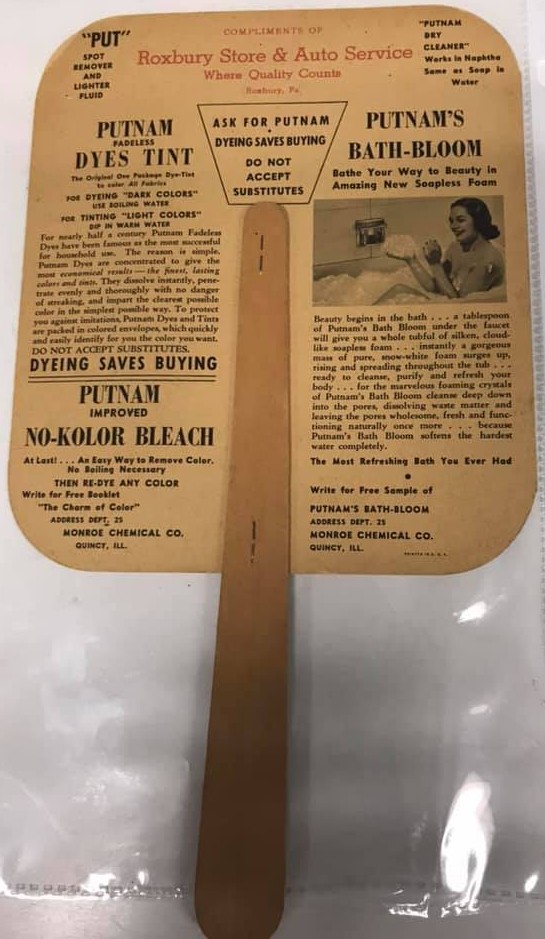 "PUT"
SPOT
REMOVER
AND
LIGHTER
FLUID
COMPLIMENTS OF
Roxbury Store & Auto Service
Where Quality Counts
Roxbury, Pa.
"PUTNAM
DRY
CLEANER"
Works in Naphtha
Same as Soap in
Water
PUTNAM
FADELESS
DYES TINT
The Original One Package Dye-Tint
to color All Fabrics
FOR DYEING "DARK COLORS"
USE BOILING WATER
FOR TINTING "LIGHT COLORS"
DIP IN WARM WATER
For nearly half a century Putnam Fadeless
Dyes have been famous as the most successful
for household use. The reason is simple.
Putnam Dyes are concentrated to give the
most economical results—the finest, lasting
colors and tints. They dissolve instantly, pene-
trate evenly and thoroughly with no danger
of streaking, and impart the clearest possible
color in the simplest possible way. To protect
you against imitations, Putnam Dyes and Tints
are packed in colored envelopes, which quickly
and easily identify for you the color you want.
DO NOT ACCEPT SUBSTITUTES.
DYEING SAVES BUYING
PUTNAM
IMPROVED
NO-KOLOR BLEACH
At Last! . . . An Easy Way to Remove Color.
No Boiling Necessary
THEN RE-DYE ANY COLOR
Write for Free Booklet
"The Charm of Color"
ADDRESS DEPT. 25
MONROE CHEMICAL CO.
QUINCY, ILL.
ASK FOR PUTNAM
DYEING SAVES BUYING
DO NOT
ACCEPT
SUBSTITUTES
PUTNAM'S
BATH-BLOOM
Bathe Your Way to Beauty in
Amazing New Soapless Foam
Beauty begins in the bath . . . a tablespoon
of Putnam's Bath Bloom under the faucet
will give you a whole tubful of silken, cloud-
like soapless foam . . . instantly a gorgeous
mass of pure, snow-white foam surges up,
rising and spreading throughout the tub . . .
ready to cleanse, purify and refresh your
body . . . for the marvelous foaming crystals
of Putnam's Bath Bloom cleanse deep down
into the pores, dissolving waste matter and
leaving the pores wholesome, fresh and func-
tioning naturally once more . . . because
Putnam's Bath Bloom softens the hardest
water completely.
The Most Refreshing Bath You Ever Had
Write for Free Sample of
PUTNAM'S BATH-BLOOM
ADDRESS DEPT. 25
MONROE CHEMICAL CO.
QUINCY, ILL.
PRINTED IN U. S. A.